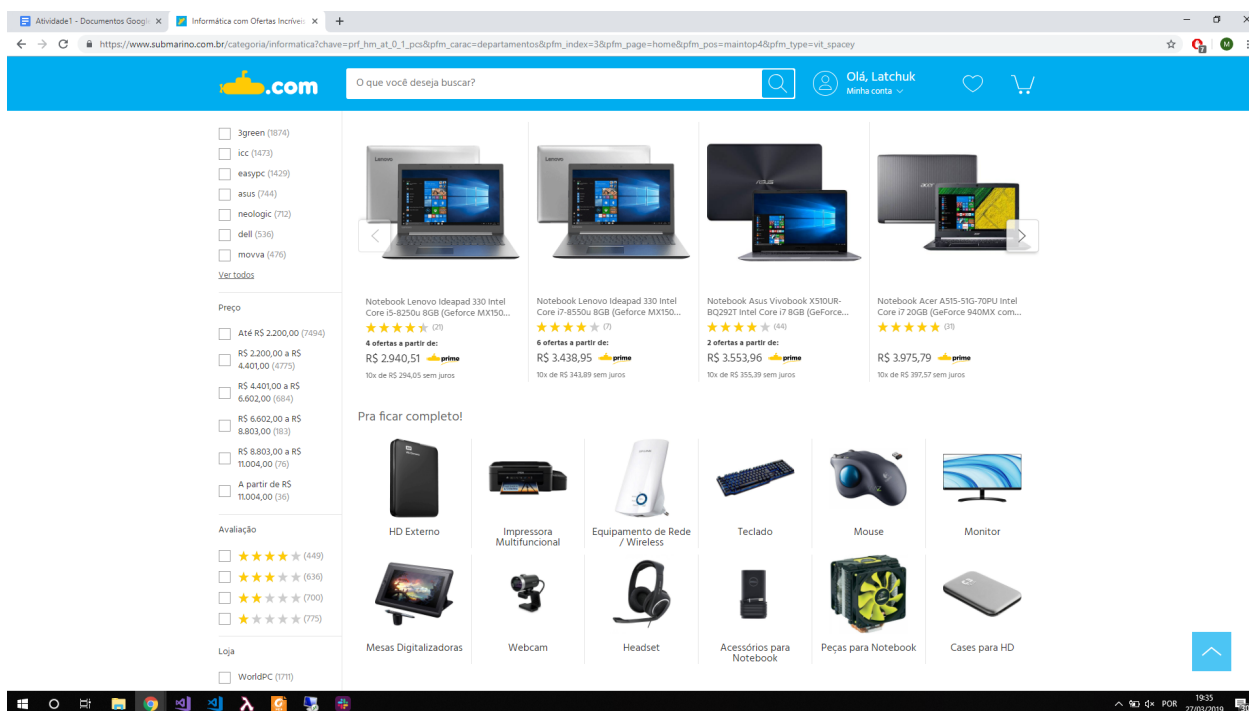 Atividade1 - Documentos Googl
Informática com Ofertas Incríveis
https://www.submarino.com.br/categoria/informatica?chave=prf_hm_at_0_1_pcs&pfm_carac=departamentos&pfm_index=3&pfm_page=home&pfm_pos=maintop4&pfm_type=vit_spacey
7
M
.com
O que você deseja buscar?
Olá, Latchuk
Minha conta
3green (1874)
icc (1473)
easypc (1429)
asus (744)
neologic (712)
dell (536)
movva (476)
Ver todos
Preço
Até R$ 2.200,00 (7494)
R$ 2.200,00 a R$
4.401,00 (4775)
R$ 4.401,00 a R$
6.602,00 (684)
R$ 6.602,00 a R$
8.803,00 (183)
R$ 8.803,00 a R$
11.004,00 (76)
A partir de R$
11.004,00 (36)
Avaliação
(449)
(636)
(700)
(775)
Loja
WorldPC (1711)
Lenovo
Notebook Lenovo Ideapad 330 Intel
Core i5-8250u 8GB (Geforce MX150...
(21)
4 ofertas a partir de:
R$ 2.940,51 prime
10x de R$ 294,05 sem juros
Lenovo
Notebook Lenovo Ideapad 330 Intel
Core i7-8550u 8GB (Geforce MX150...
(7)
6 ofertas a partir de:
R$ 3.438,95 prime
10x de R$ 343,89 sem juros
Notebook Asus Vivobook X510UR-
BQ292T Intel Core i7 8GB (GeForce...
(44)
2 ofertas a partir de:
R$ 3.553,96 prime
10x de R$ 355,39 sem juros
acer
Notebook Acer A515-51G-70PU Intel
Core i7 20GB (GeForce 940MX com...
(31)
R$ 3.975,79 prime
10x de R$ 397,57 sem juros
Pra ficar completo!
HD Externo
Impressora
Multifuncional
Equipamento de Rede
/ Wireless
Teclado
Mouse
Monitor
Mesas Digitalizadoras
Webcam
Headset
Acessórios para
Notebook
Peças para Notebook
Cases para HD
POR
19:35
27/03/2019